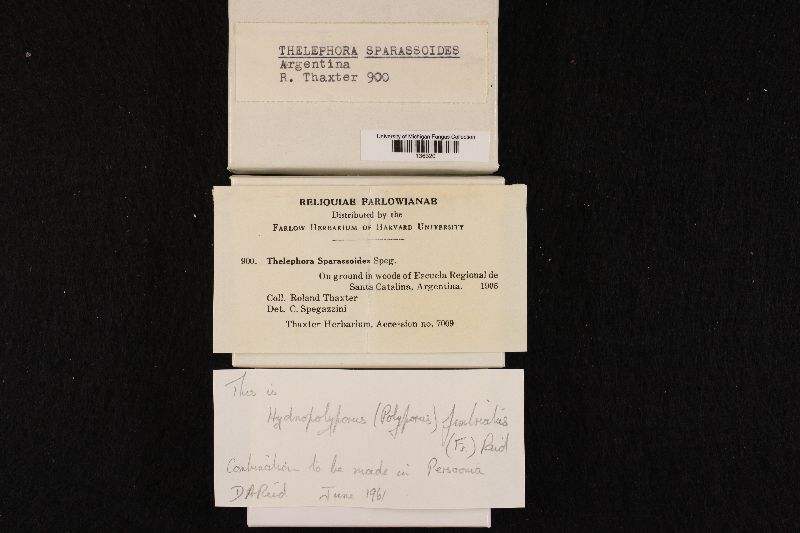 THELEPHORA SPARASSOIDES
Argentina
R. Thaxter 900
University of Michigan Fungus Collection
136320
RELIQUIAE FARLOWIANAE
Distributed by the
FARLOW HERBARIUM OF HARVARD UNIVERSITY
900. Thelephora Sparassoides Speg.
On ground in woods of Escuela Regional de
Santa Catalina, Argentina. 1905
Coll. Roland Thaxter
Det. C. Spegazzini
Thaxter Herbarium, Accession no. 7009
This is
Hydnopolyporus (Polyporus) fimbriatus
(Fr.) Reid
Combination to be made in Persoonia
DAReid June 1961